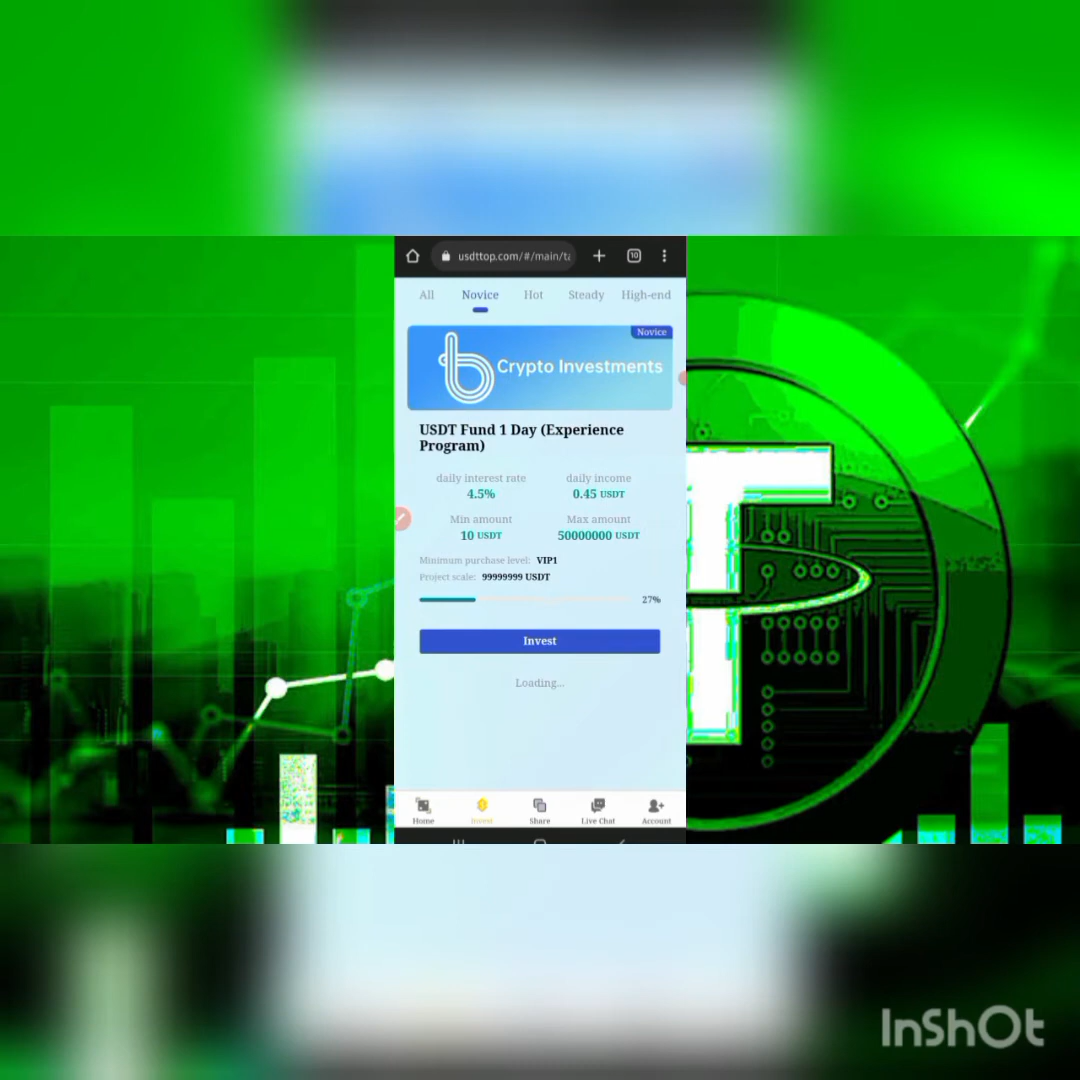 usdttop.com/#/main/ta
10
All Novice Hot Steady High-end
Novice
Crypto Investments
USDT Fund 1 Day (Experience
Program)
daily interest rate daily income
4.5% 0.45 USDT
Min amount Max amount
10 USDT 50000000 USDT
Minimum purchase level: VIP1
Project scale: 99999999 USDT
27%
Invest
Loading...
Home Invest Share Live Chat Account
InShOt